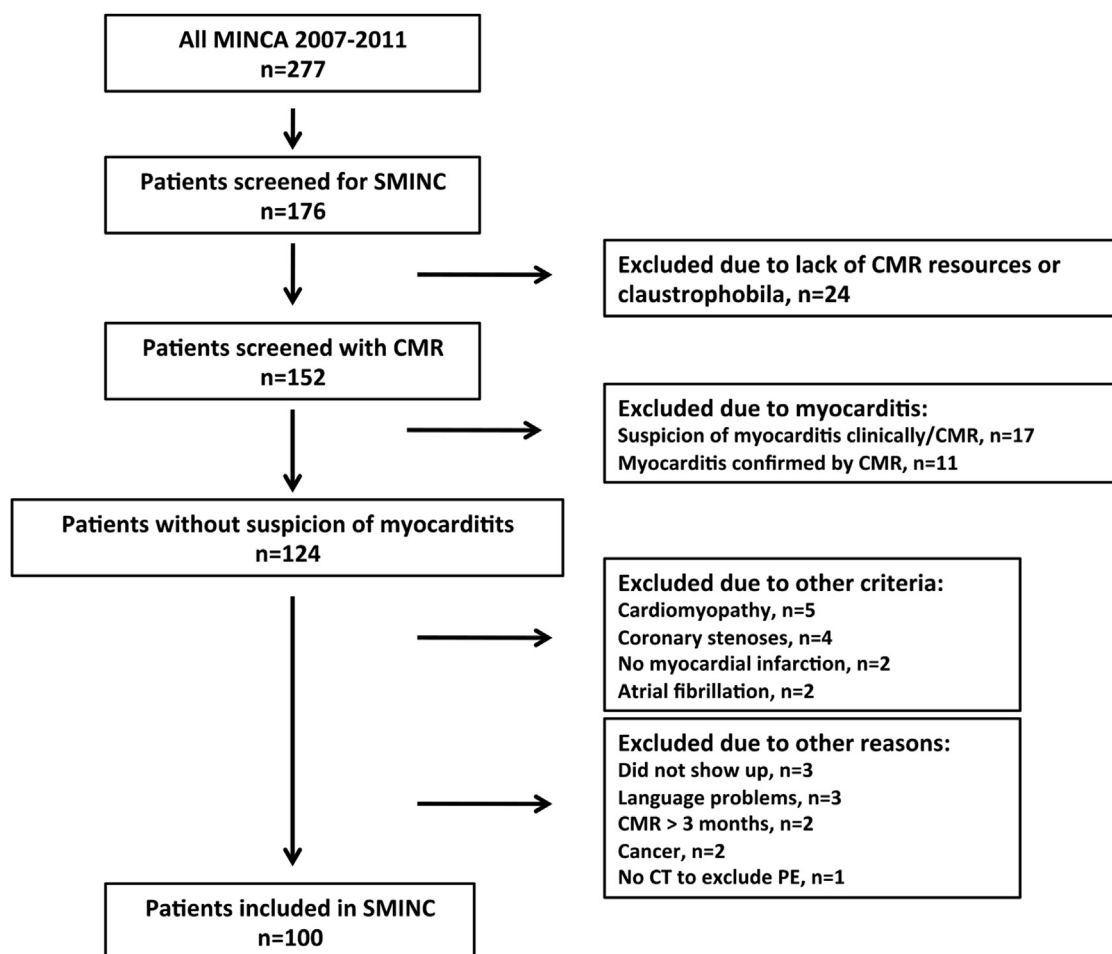 All MINCA 2007-2011
n=277
Patients screened for SMINC
n=176
Excluded due to lack of CMR resources or
claustrophobila, n=24
Patients screened with CMR
n=152
Excluded due to myocarditis:
Suspicion of myocarditis clinically/CMR, n=17
Myocarditis confirmed by CMR, n=11
Patients without suspicion of myocarditits
n=124
Excluded due to other criteria:
Cardiomyopathy, n=5
Coronary stenoses, n=4
No myocardial infarction, n=2
Atrial fibrillation, n=2
Excluded due to other reasons:
Did not show up, n=3
Language problems, n=3
CMR > 3 months, n=2
Cancer, n=2
No CT to exclude PE, n=1
Patients included in SMINC
n=100